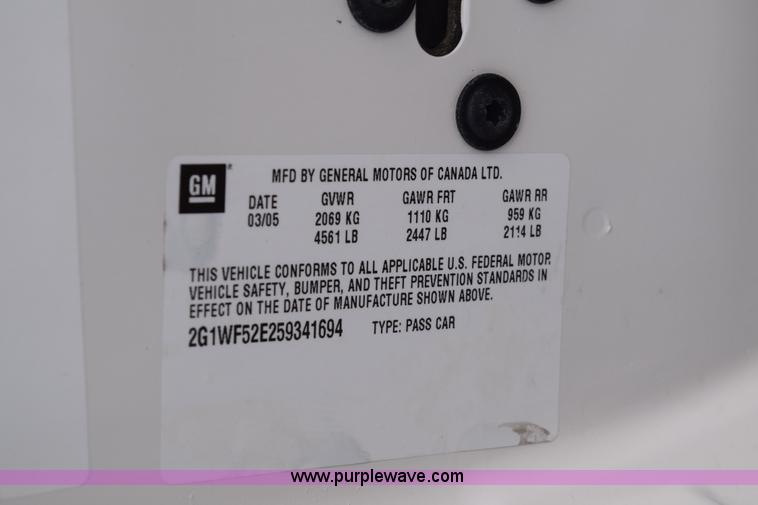 GM
MFD BY GENERAL MOTORS OF CANADA LTD.
DATE GVWR GAWR FRT GAWR RR
03/05 2069 KG 1110 KG 959 KG
4561 LB 2447 LB 2114 LB
THIS VEHICLE CONFORMS TO ALL APPLICABLE U.S. FEDERAL MOTOR
VEHICLE SAFETY, BUMPER, AND THEFT PREVENTION STANDARDS IN
EFFECT ON THE DATE OF MANUFACTURE SHOWN ABOVE.
2G1WF52E259341694 TYPE: PASS CAR
www.purplewave.com